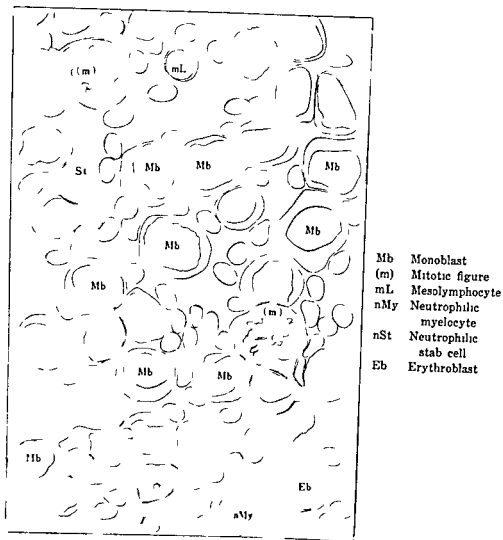 (m)
mL
St
Mb Mb Mb
Mb Mb
Mb
(m)
Mb Mb
Mb
Eb
nMy
Mb Monoblast
(m) Mitotic figure
mL Mesolymphocyte
nMy Neutrophilic
myelocyte
nSt Neutrophilic
stab cell
Eb Erythroblast